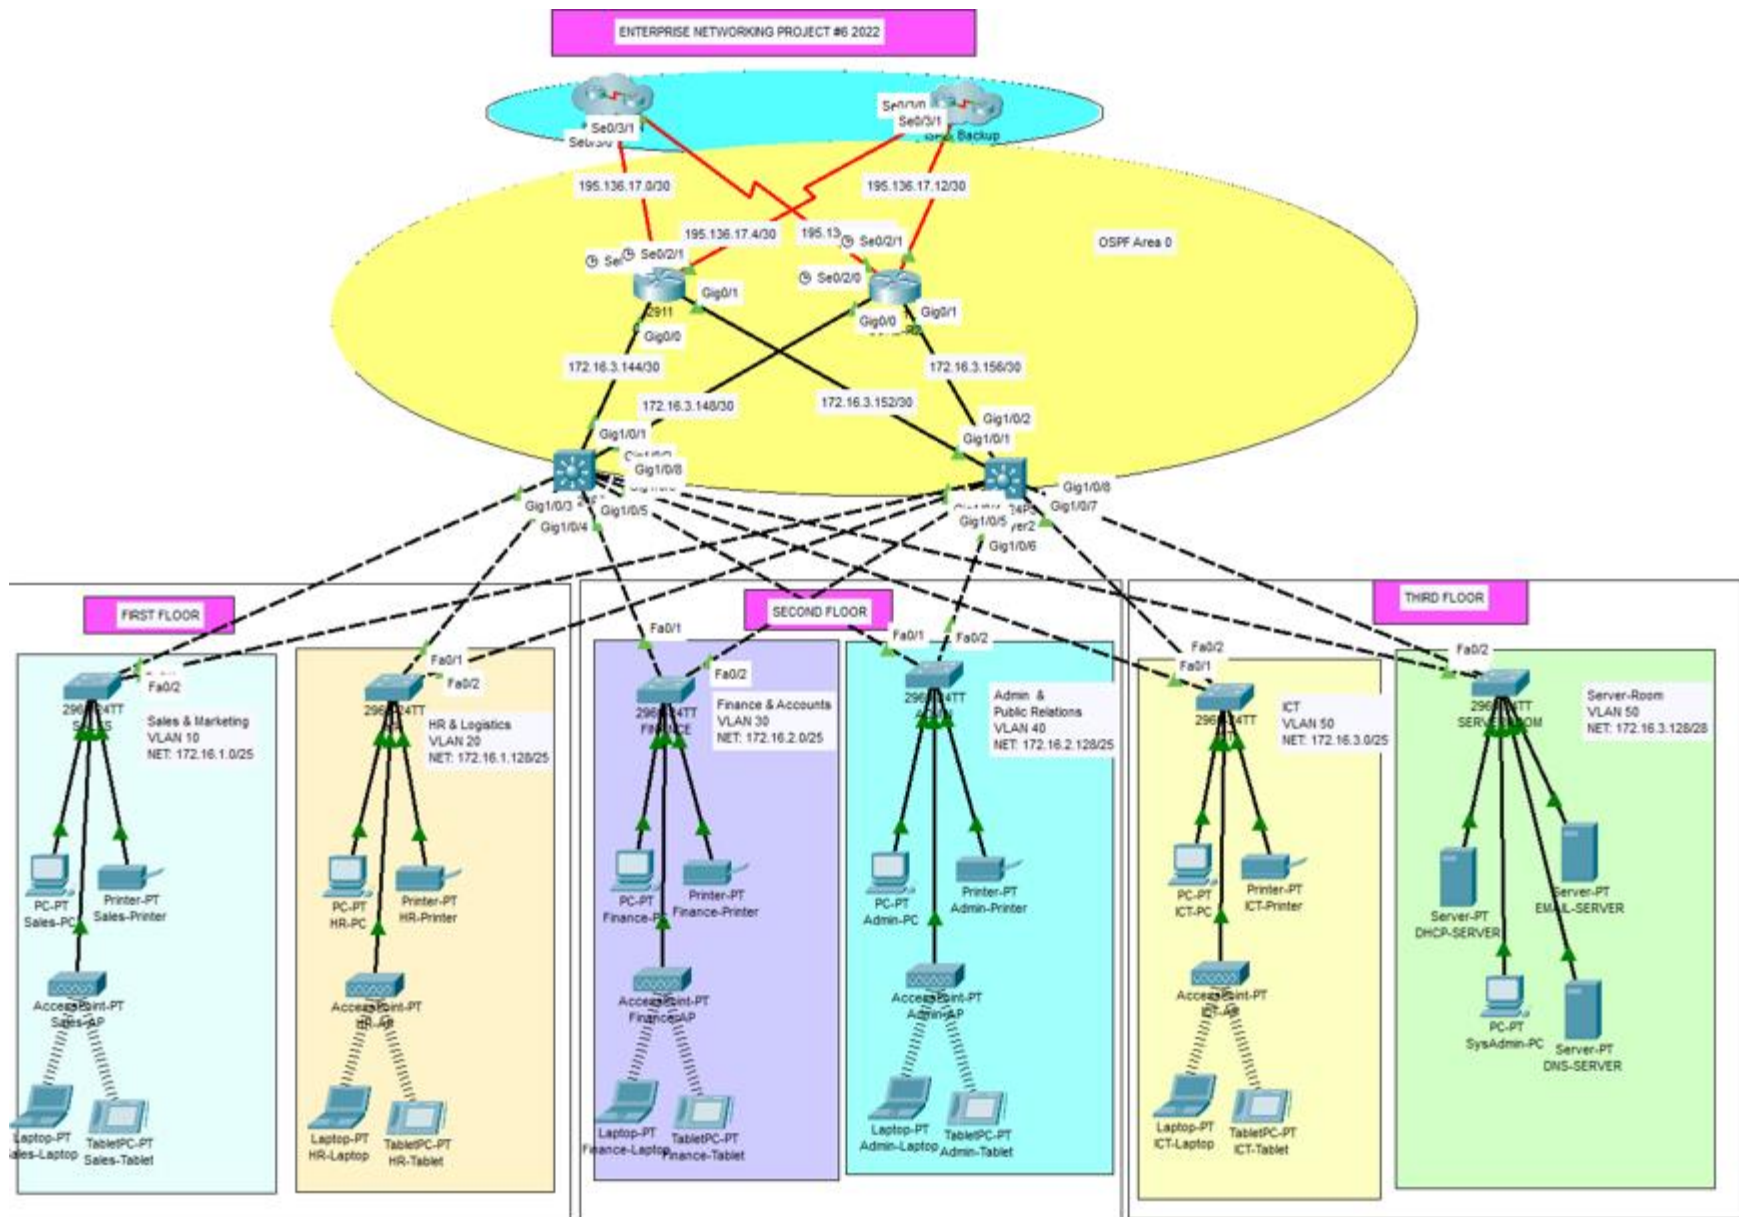 ENTERPRISE NETWORKING PROJECT #6 2022
Se0/3/1
Se0/3/0
Se0/3/0
Se0/3/1
Backup
195.136.17.0/30
195.136.17.12/30
195.136.17.4/30
195.13
OSPF Area 0
Se0/2/1
Se0/2/1
Se0/2/0
2911
Gig0/1
Gig0/0
Gig0/0
Gig0/1
172.16.3.144/30
172.16.3.148/30
172.16.3.152/30
172.16.3.156/30
Gig1/0/1
Gig1/0/8
Gig1/0/3
Gig1/0/4
Gig1/0/5
Gig1/0/2
Gig1/0/1
Gig1/0/8
Gig1/0/7
Gig1/0/5
Gig1/0/6
FIRST FLOOR
SECOND FLOOR
THIRD FLOOR
Fa0/2
Sales & Marketing
VLAN 10
NET: 172.16.1.0/25
PC-PT
Sales-PC
Printer-PT
Sales-Printer
AccessPoint-PT
Sales-AP
Laptop-PT
ales-Laptop
TabletPC-PT
Sales-Tablet
Fa0/1
Fa0/2
HR & Logistics
VLAN 20
NET: 172.16.1.128/25
PC-PT
HR-PC
Printer-PT
HR-Printer
AccessPoint-PT
HR-AP
Laptop-PT
HR-Laptop
TabletPC-PT
HR-Tablet
Fa0/1
Fa0/2
FINANCE
Finance & Accounts
VLAN 30
NET: 172.16.2.0/25
PC-PT
Finance-PC
Printer-PT
Finance-Printer
AccessPoint-PT
Finance-AP
Laptop-PT
Finance-Laptop
TabletPC-PT
Finance-Tablet
Fa0/1
Fa0/2
Admin &
Public Relations
VLAN 40
NET: 172.16.2.128/25
PC-PT
Admin-PC
Printer-PT
Admin-Printer
AccessPoint-PT
Admin-AP
Laptop-PT
Admin-Laptop
TabletPC-PT
Admin-Tablet
Fa0/2
Fa0/1
ICT
VLAN 50
NET: 172.16.3.0/25
PC-PT
ICT-PC
Printer-PT
ICT-Printer
AccessPoint-PT
ICT-AP
Laptop-PT
ICT-Laptop
TabletPC-PT
ICT-Tablet
Fa0/2
Server-Room
VLAN 50
NET: 172.16.3.128/28
Server-PT
DHCP-SERVER
Server-PT
EMAIL-SERVER
PC-PT
SysAdmin-PC
Server-PT
DNS-SERVER